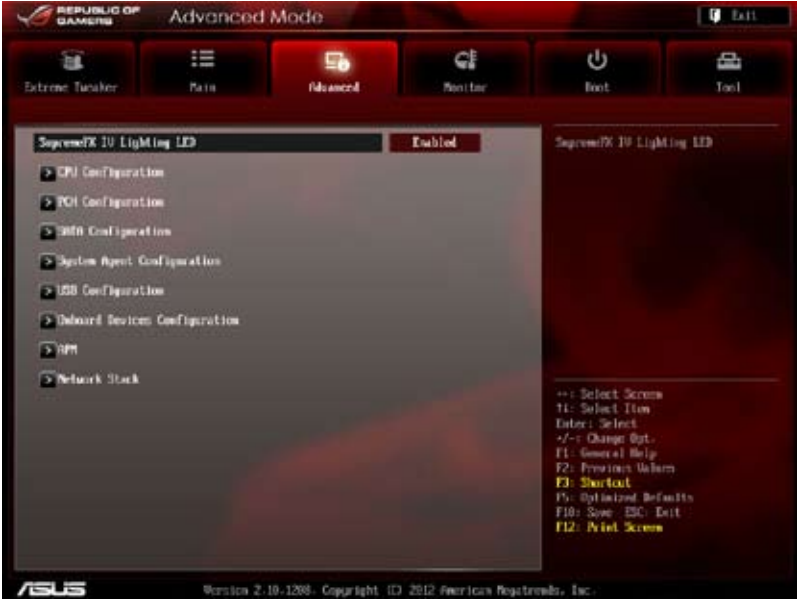 REPUBLIC OF
GAMERS
Advanced Mode
Exit
Extreme Tweaker
Main
Advanced
Monitor
Boot
Tool
SupremeFX IV Lighting LED
Enabled
SupremeFX IV Lighting LED
> CPU Configuration
> PCH Configuration
> SATA Configuration
> System Agent Configuration
> USB Configuration
> Onboard Devices Configuration
> APM
> Network Stack
→←: Select Screen
↑↓: Select Item
Enter: Select
+/-: Change Opt.
F1: General Help
F2: Previous Values
F3: Shortcut
F5: Optimized Defaults
F10: Save ESC: Exit
F12: Print Screen
ASUS
Version 2.10.1208. Copyright (C) 2012 American Megatrends, Inc.